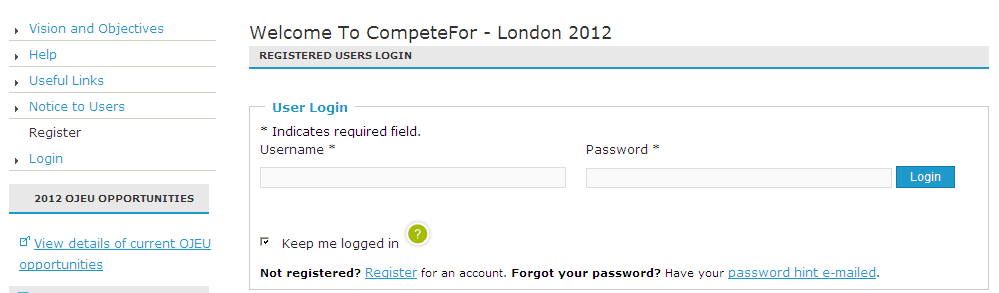 Vision and Objectives
Help
Useful Links
Notice to Users
Register
Login
2012 OJEU OPPORTUNITIES
View details of current OJEU
opportunities
Welcome To CompeteFor - London 2012
REGISTERED USERS LOGIN
User Login
* Indicates required field.
Username *
Password *
Login
Keep me logged in ?
Not registered? Register for an account. Forgot your password? Have your password hint e-mailed.